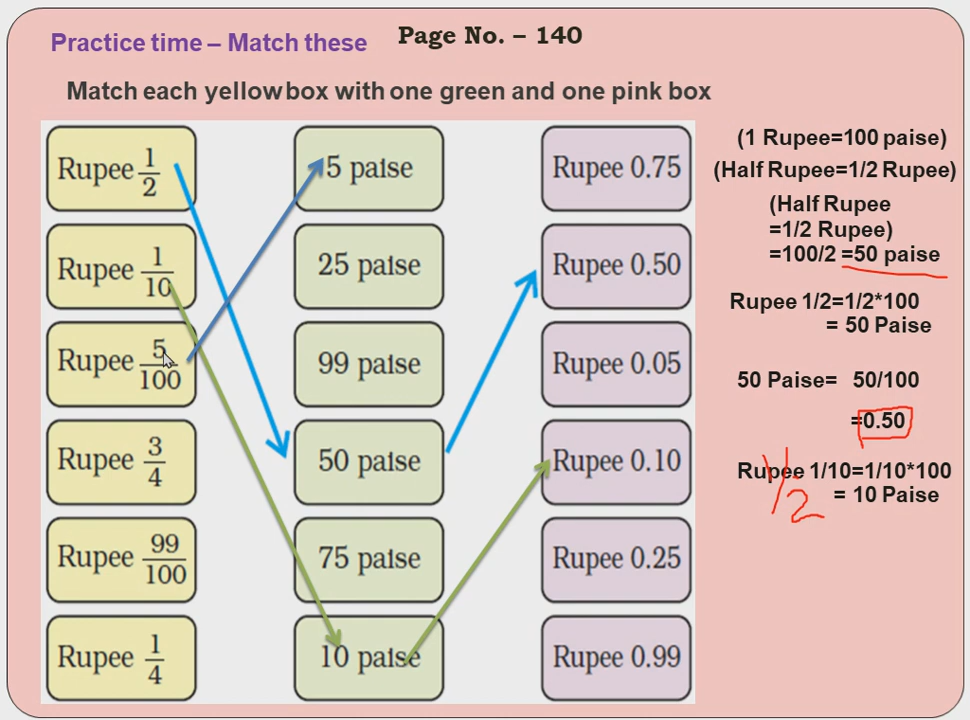 Practice time – Match these
Page No. – 140
Match each yellow box with one green and one pink box
Rupee 1/2
5 paise
Rupee 0.75
Rupee 1/10
25 paise
Rupee 0.50
Rupee 5/100
99 paise
Rupee 0.05
Rupee 3/4
50 paise
Rupee 0.10
Rupee 99/100
75 paise
Rupee 0.25
Rupee 1/4
10 paise
Rupee 0.99
(1 Rupee=100 paise)
(Half Rupee=1/2 Rupee)
(Half Rupee
=1/2 Rupee)
=100/2 =50 paise
Rupee 1/2=1/2*100
= 50 Paise
50 Paise= 50/100
=0.50
Rupee 1/10=1/10*100
= 10 Paise
1/2